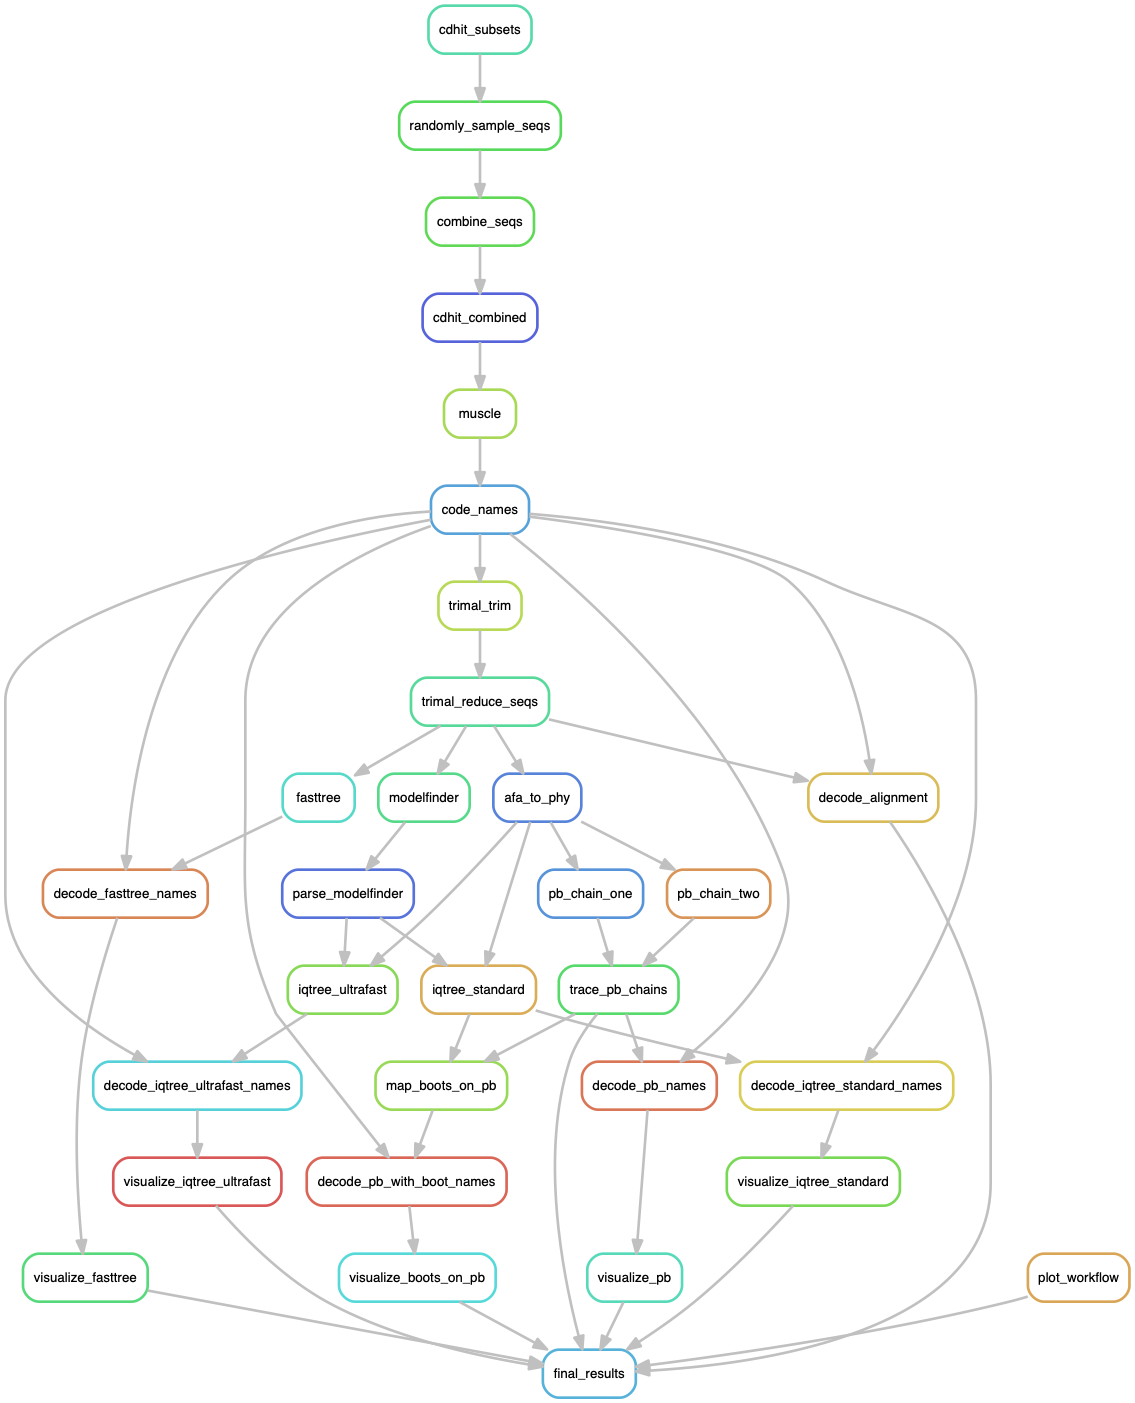 cdhit_subsets
randomly_sample_seqs
combine_seqs
cdhit_combined
muscle
code_names
trimal_trim
trimal_reduce_seqs
fasttree
modelfinder
afa_to_phy
decode_alignment
decode_fasttree_names
parse_modelfinder
pb_chain_one
pb_chain_two
iqtree_ultrafast
iqtree_standard
trace_pb_chains
decode_iqtree_ultrafast_names
map_boots_on_pb
decode_pb_names
decode_iqtree_standard_names
visualize_iqtree_ultrafast
decode_pb_with_boot_names
visualize_iqtree_standard
visualize_fasttree
visualize_boots_on_pb
visualize_pb
plot_workflow
final_results